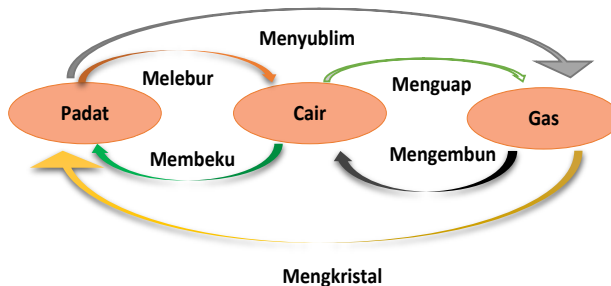 Menyublim
Melebur
Menguap
Padat
Cair
Gas
Membeku
Mengembun
Mengkristal